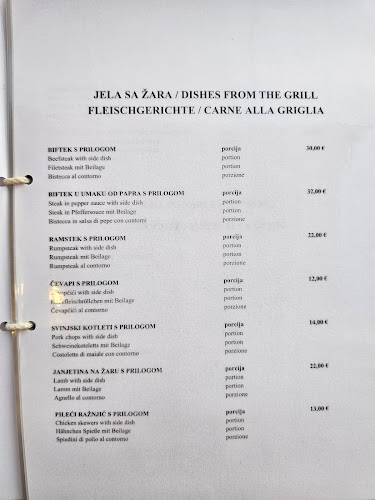 JELA SA ŽARA / DISHES FROM THE GRILL
FLEISCHGERICHTE / CARNE ALLA GRIGLIA
BIFTEK S PRILOGOM porcija 30,00 €
Beefsteak with side dish portion
Filetsteak mit Beilage portion
Bistecca al contorno porzione
BIFTEK U UMAKU OD PAPRA S PRILOGOM porcija 32,00 €
Steak in pepper sauce with side dish portion
Steak in Pfeffersouce mit Beilage portion
Bistecca in salsa di pepe con contorno porzione
RAMSTEK S PRILOGOM porcija 22,00 €
Rumpsteak with side dish portion
Rumpsteak mit Beilage portion
Rumpsteak al contorno porzione
ČEVAPI S PRILOGOM porcija 12,00 €
with side dish portion
mit Beilage portion
Čevapčići al contorno porzione
SVINJSKI KOTLETI S PRILOGOM porcija 14,00 €
Pork chops with side dish portion
Schweinekotoletts mit Beilage portion
Costolette di maiale con contorno porzione
JANJETINA NA ŽARU S PRILOGOM porcija 22,00 €
Lamb with side dish portion
Lamm mit Beilage portion
Agnello al contorno porzione
PILEĆI RAŽNJIĆ S PRILOGOM porcija 13,00 €
Chicken skewers with side dish portion
Hähnchen Spieße mit Beilage portion
Spiedini di pollo al contorno porzione